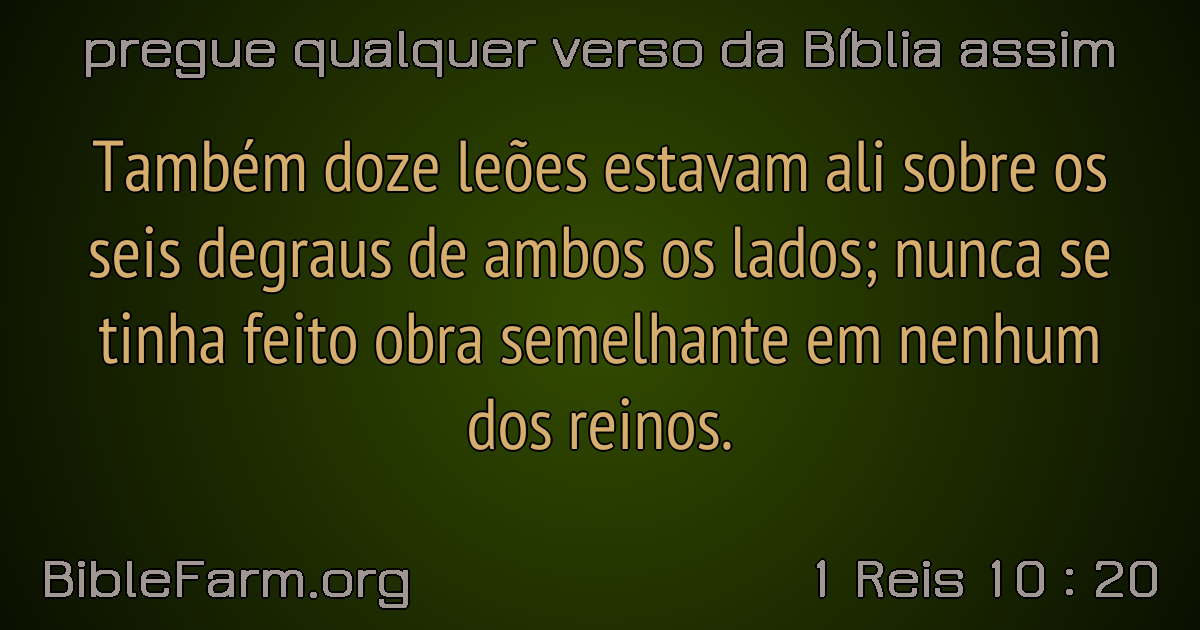 pregue qualquer verso da Bíblia assim
Também doze leões estavam ali sobre os
seis degraus de ambos os lados; nunca se
tinha feito obra semelhante em nenhum
dos reinos.
BibleFarm.org
1 Reis 10 : 20